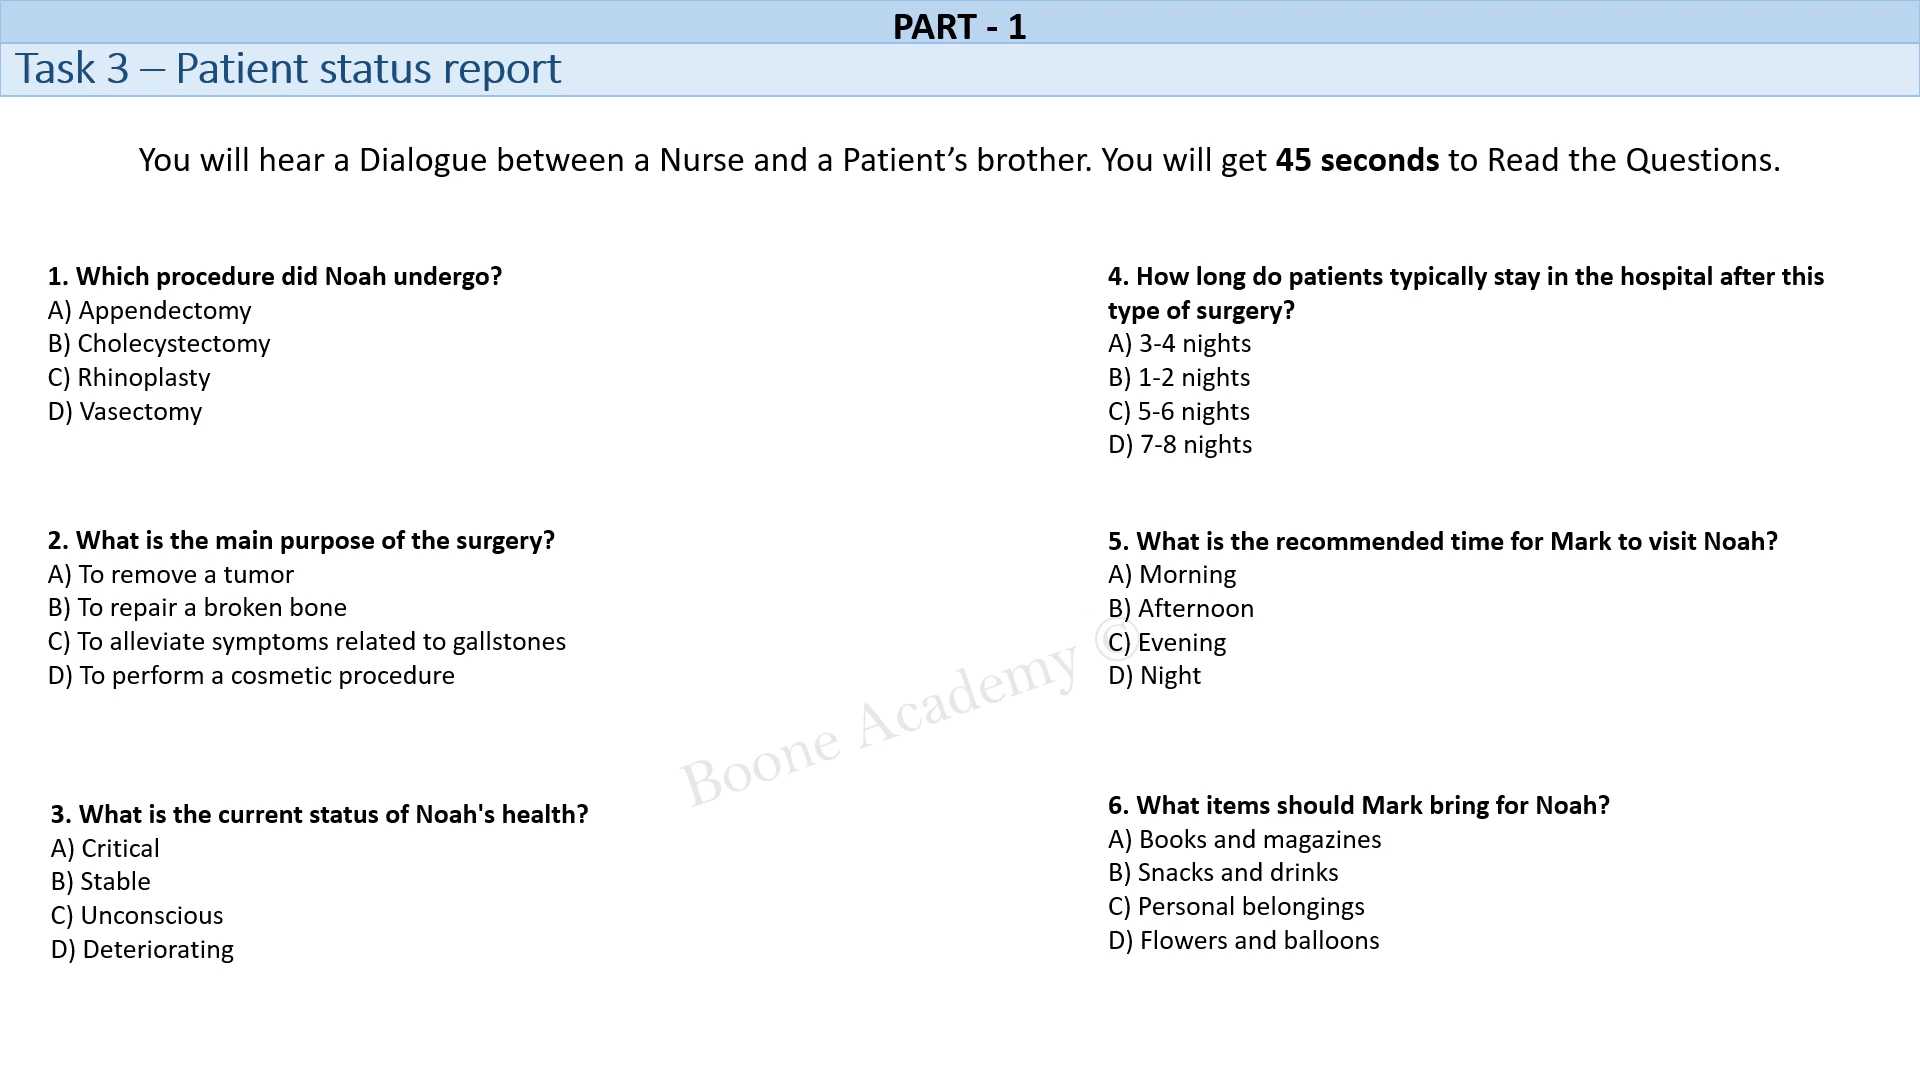 PART - 1
Task 3 – Patient status report
You will hear a Dialogue between a Nurse and a Patient’s brother. You will get 45 seconds to Read the Questions.
1. Which procedure did Noah undergo?
A) Appendectomy
B) Cholecystectomy
C) Rhinoplasty
D) Vasectomy
2. What is the main purpose of the surgery?
A) To remove a tumor
B) To repair a broken bone
C) To alleviate symptoms related to gallstones
D) To perform a cosmetic procedure
3. What is the current status of Noah's health?
A) Critical
B) Stable
C) Unconscious
D) Deteriorating
4. How long do patients typically stay in the hospital after this
type of surgery?
A) 3-4 nights
B) 1-2 nights
C) 5-6 nights
D) 7-8 nights
5. What is the recommended time for Mark to visit Noah?
A) Morning
B) Afternoon
C) Evening
D) Night
6. What items should Mark bring for Noah?
A) Books and magazines
B) Snacks and drinks
C) Personal belongings
D) Flowers and balloons
Boone Academy ©